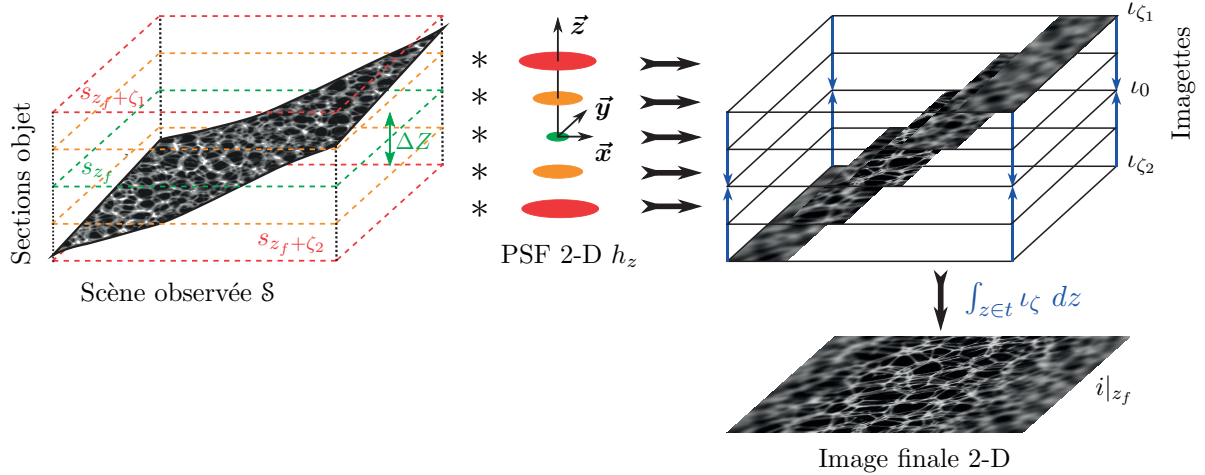 Sections objet
s_{z_f+ζ_1}
s_{z_f}
s_{z_f+ζ_2}
ΔZ
Scène observée 𝒮
*
*
*
*
*
z⃗
y⃗
x⃗
PSF 2-D h_z
ι_{ζ_1}
ι_0
ι_{ζ_2}
Imagettes
∫_{z∈t} ι_ζ dz
i|_{z_f}
Image finale 2-D